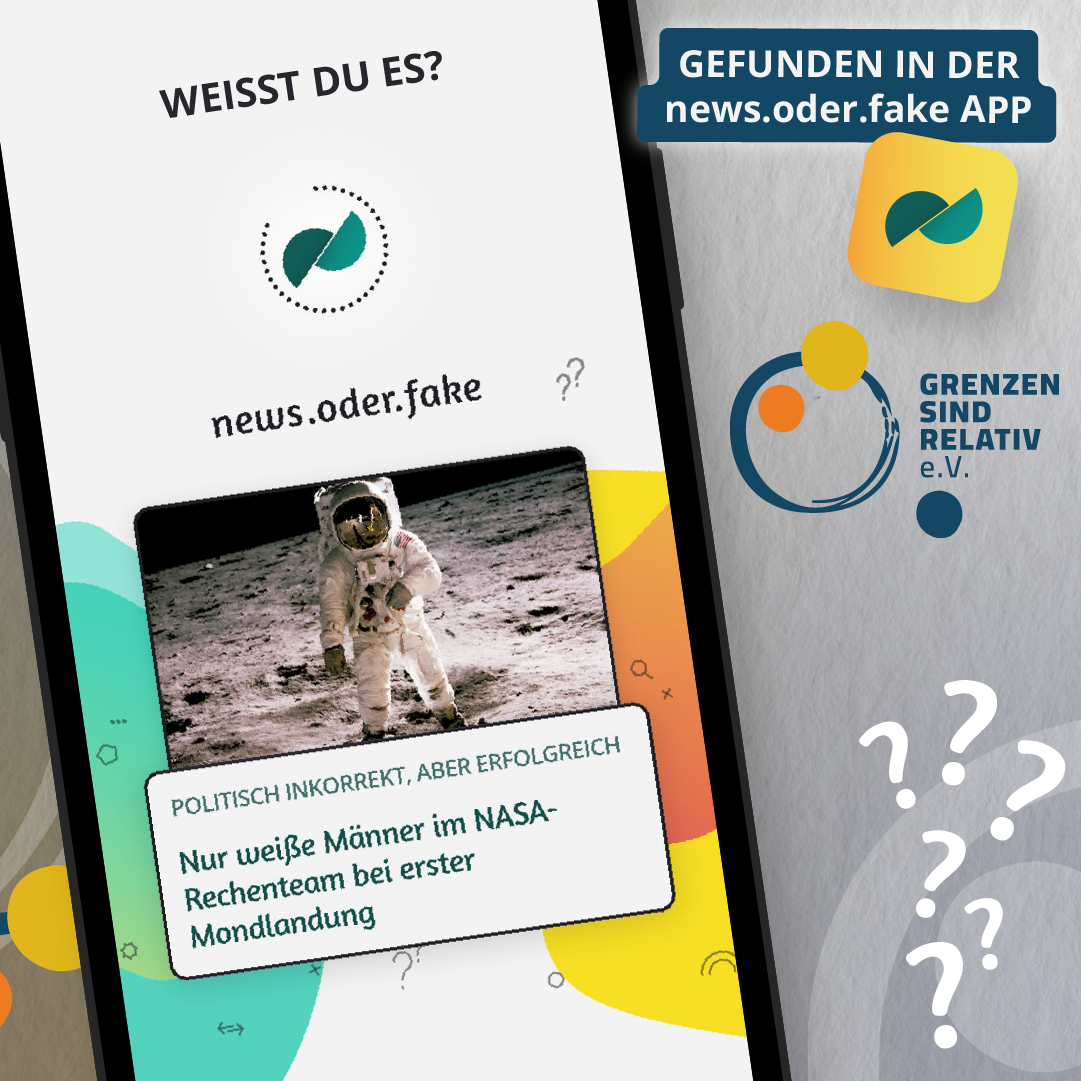 WEISST DU ES?
GEFUNDEN IN DER
news.oder.fake APP
GRENZEN
SIND
RELATIV
e.V.
??
news.oder.fake
POLITISCH INKORREKT, ABER ERFOLGREICH
Nur weiße Männer im NASA-
Rechenteam bei erster
Mondlandung
??
? ? ?
? ?
?